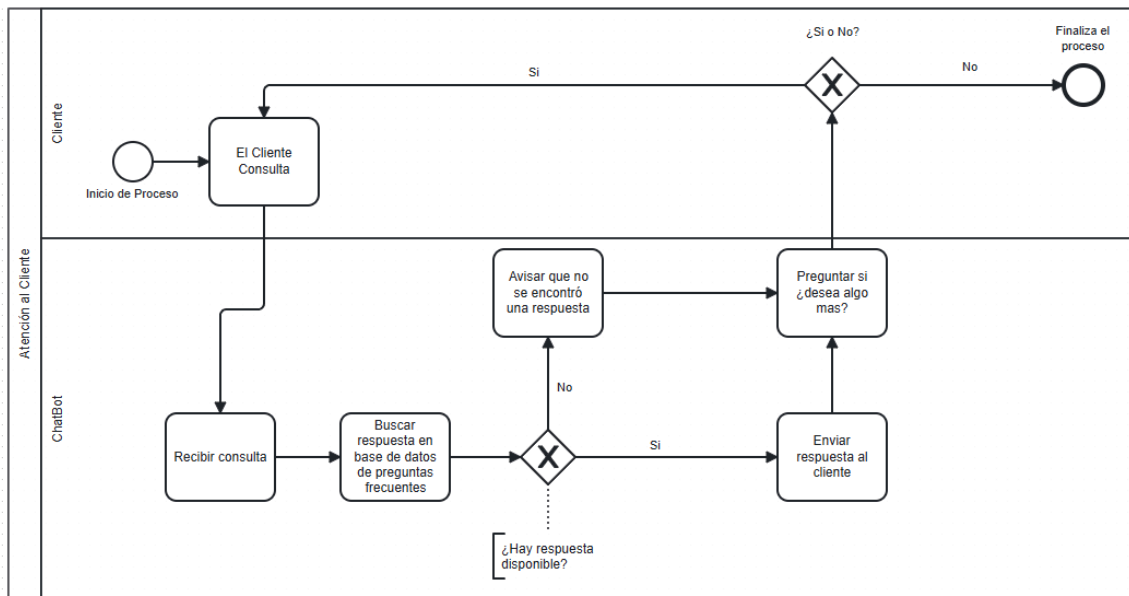 Atención al Cliente
Cliente
Inicio de Proceso
El Cliente
Consulta
Si
¿Si o No?
No
Finaliza el
proceso
ChatBot
Recibir consulta
Buscar
respuesta en
base de datos
de preguntas
frecuentes
¿Hay respuesta
disponible?
No
Avisar que no
se encontró
una respuesta
Si
Enviar
respuesta al
cliente
Preguntar si
¿desea algo
mas?